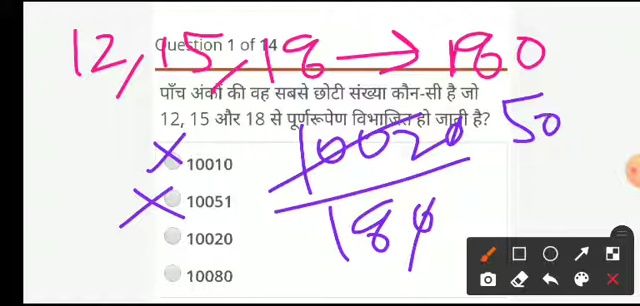 Question 1 of 14
12, 15, 18 → 180
पाँच अंकों की वह सबसे छोटी संख्या कौन-सी है जो
12, 15 और 18 से पूर्णरूपेण विभाजित हो जाती है?
50
10020
180
10010
10051
10020
10080